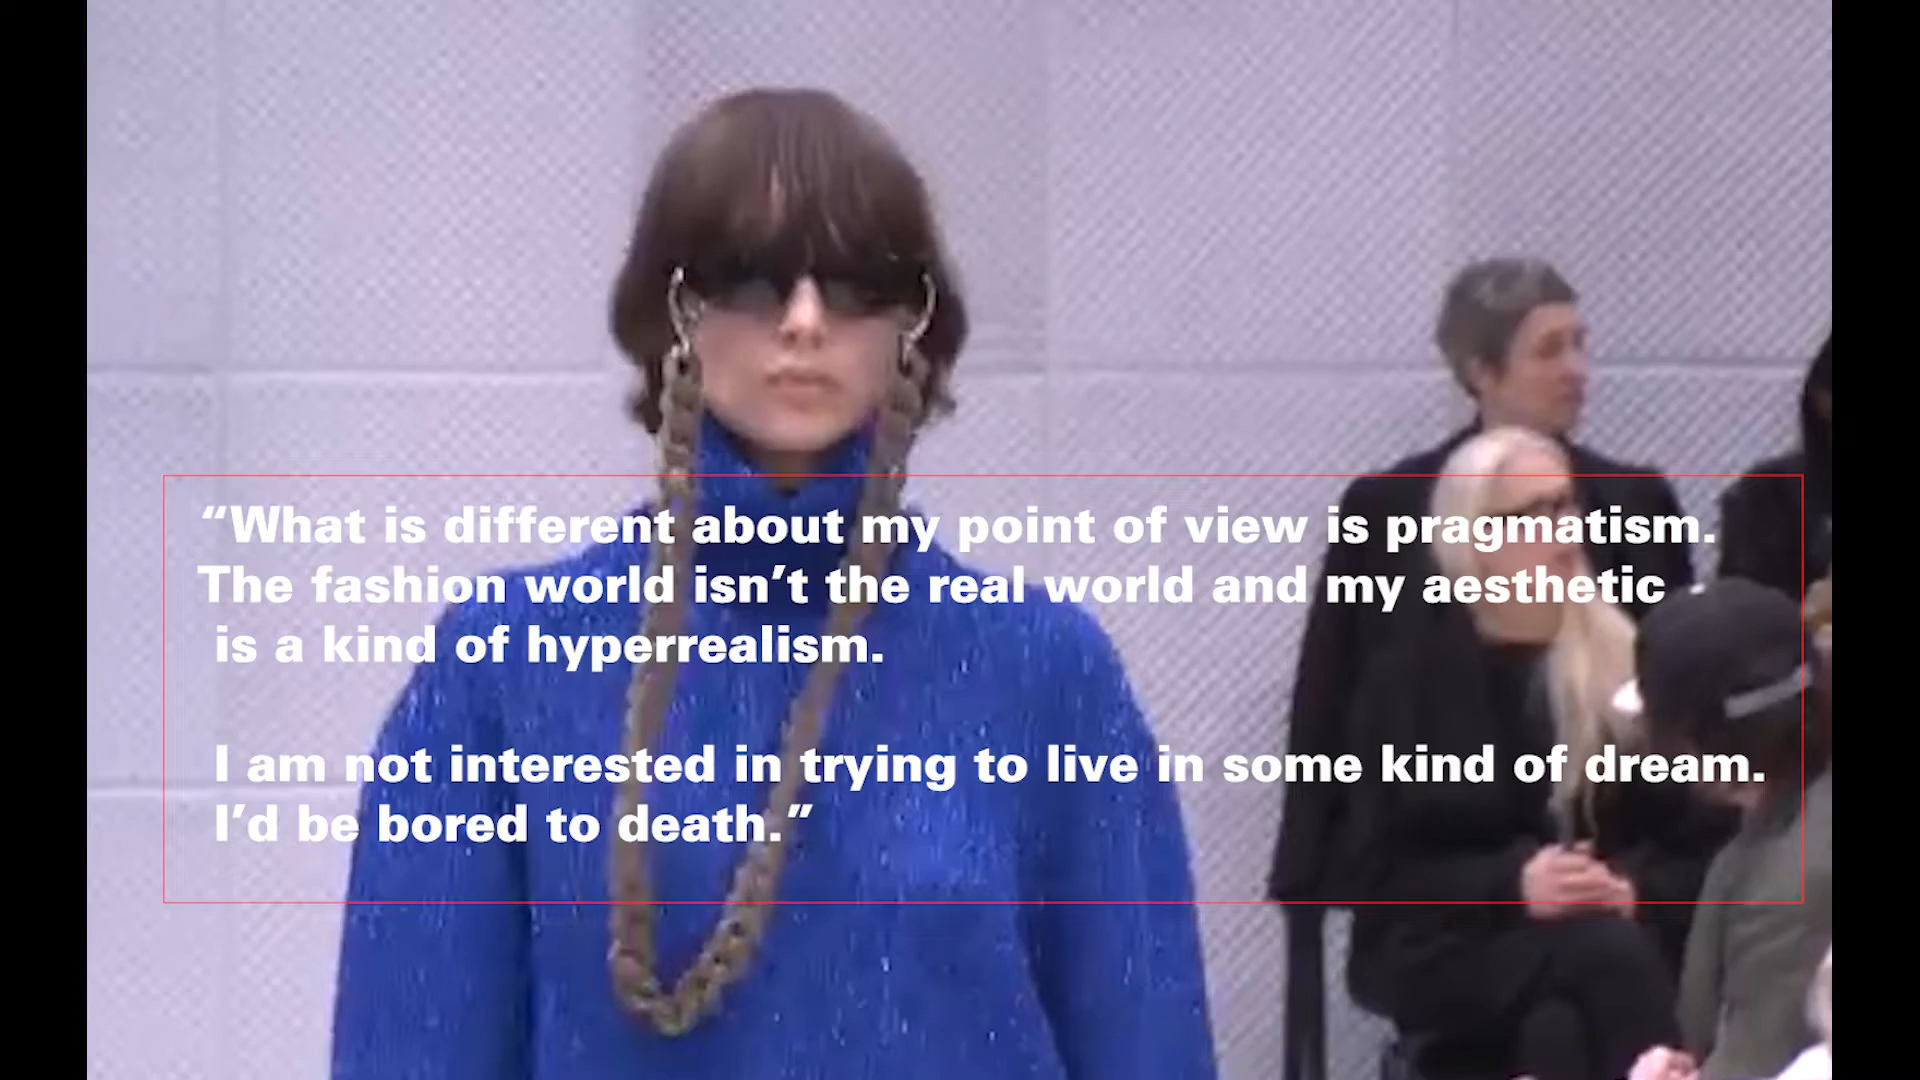 “What is different about my point of view is pragmatism.
The fashion world isn’t the real world and my aesthetic
is a kind of hyperrealism.
I am not interested in trying to live in some kind of dream.
I’d be bored to death.”